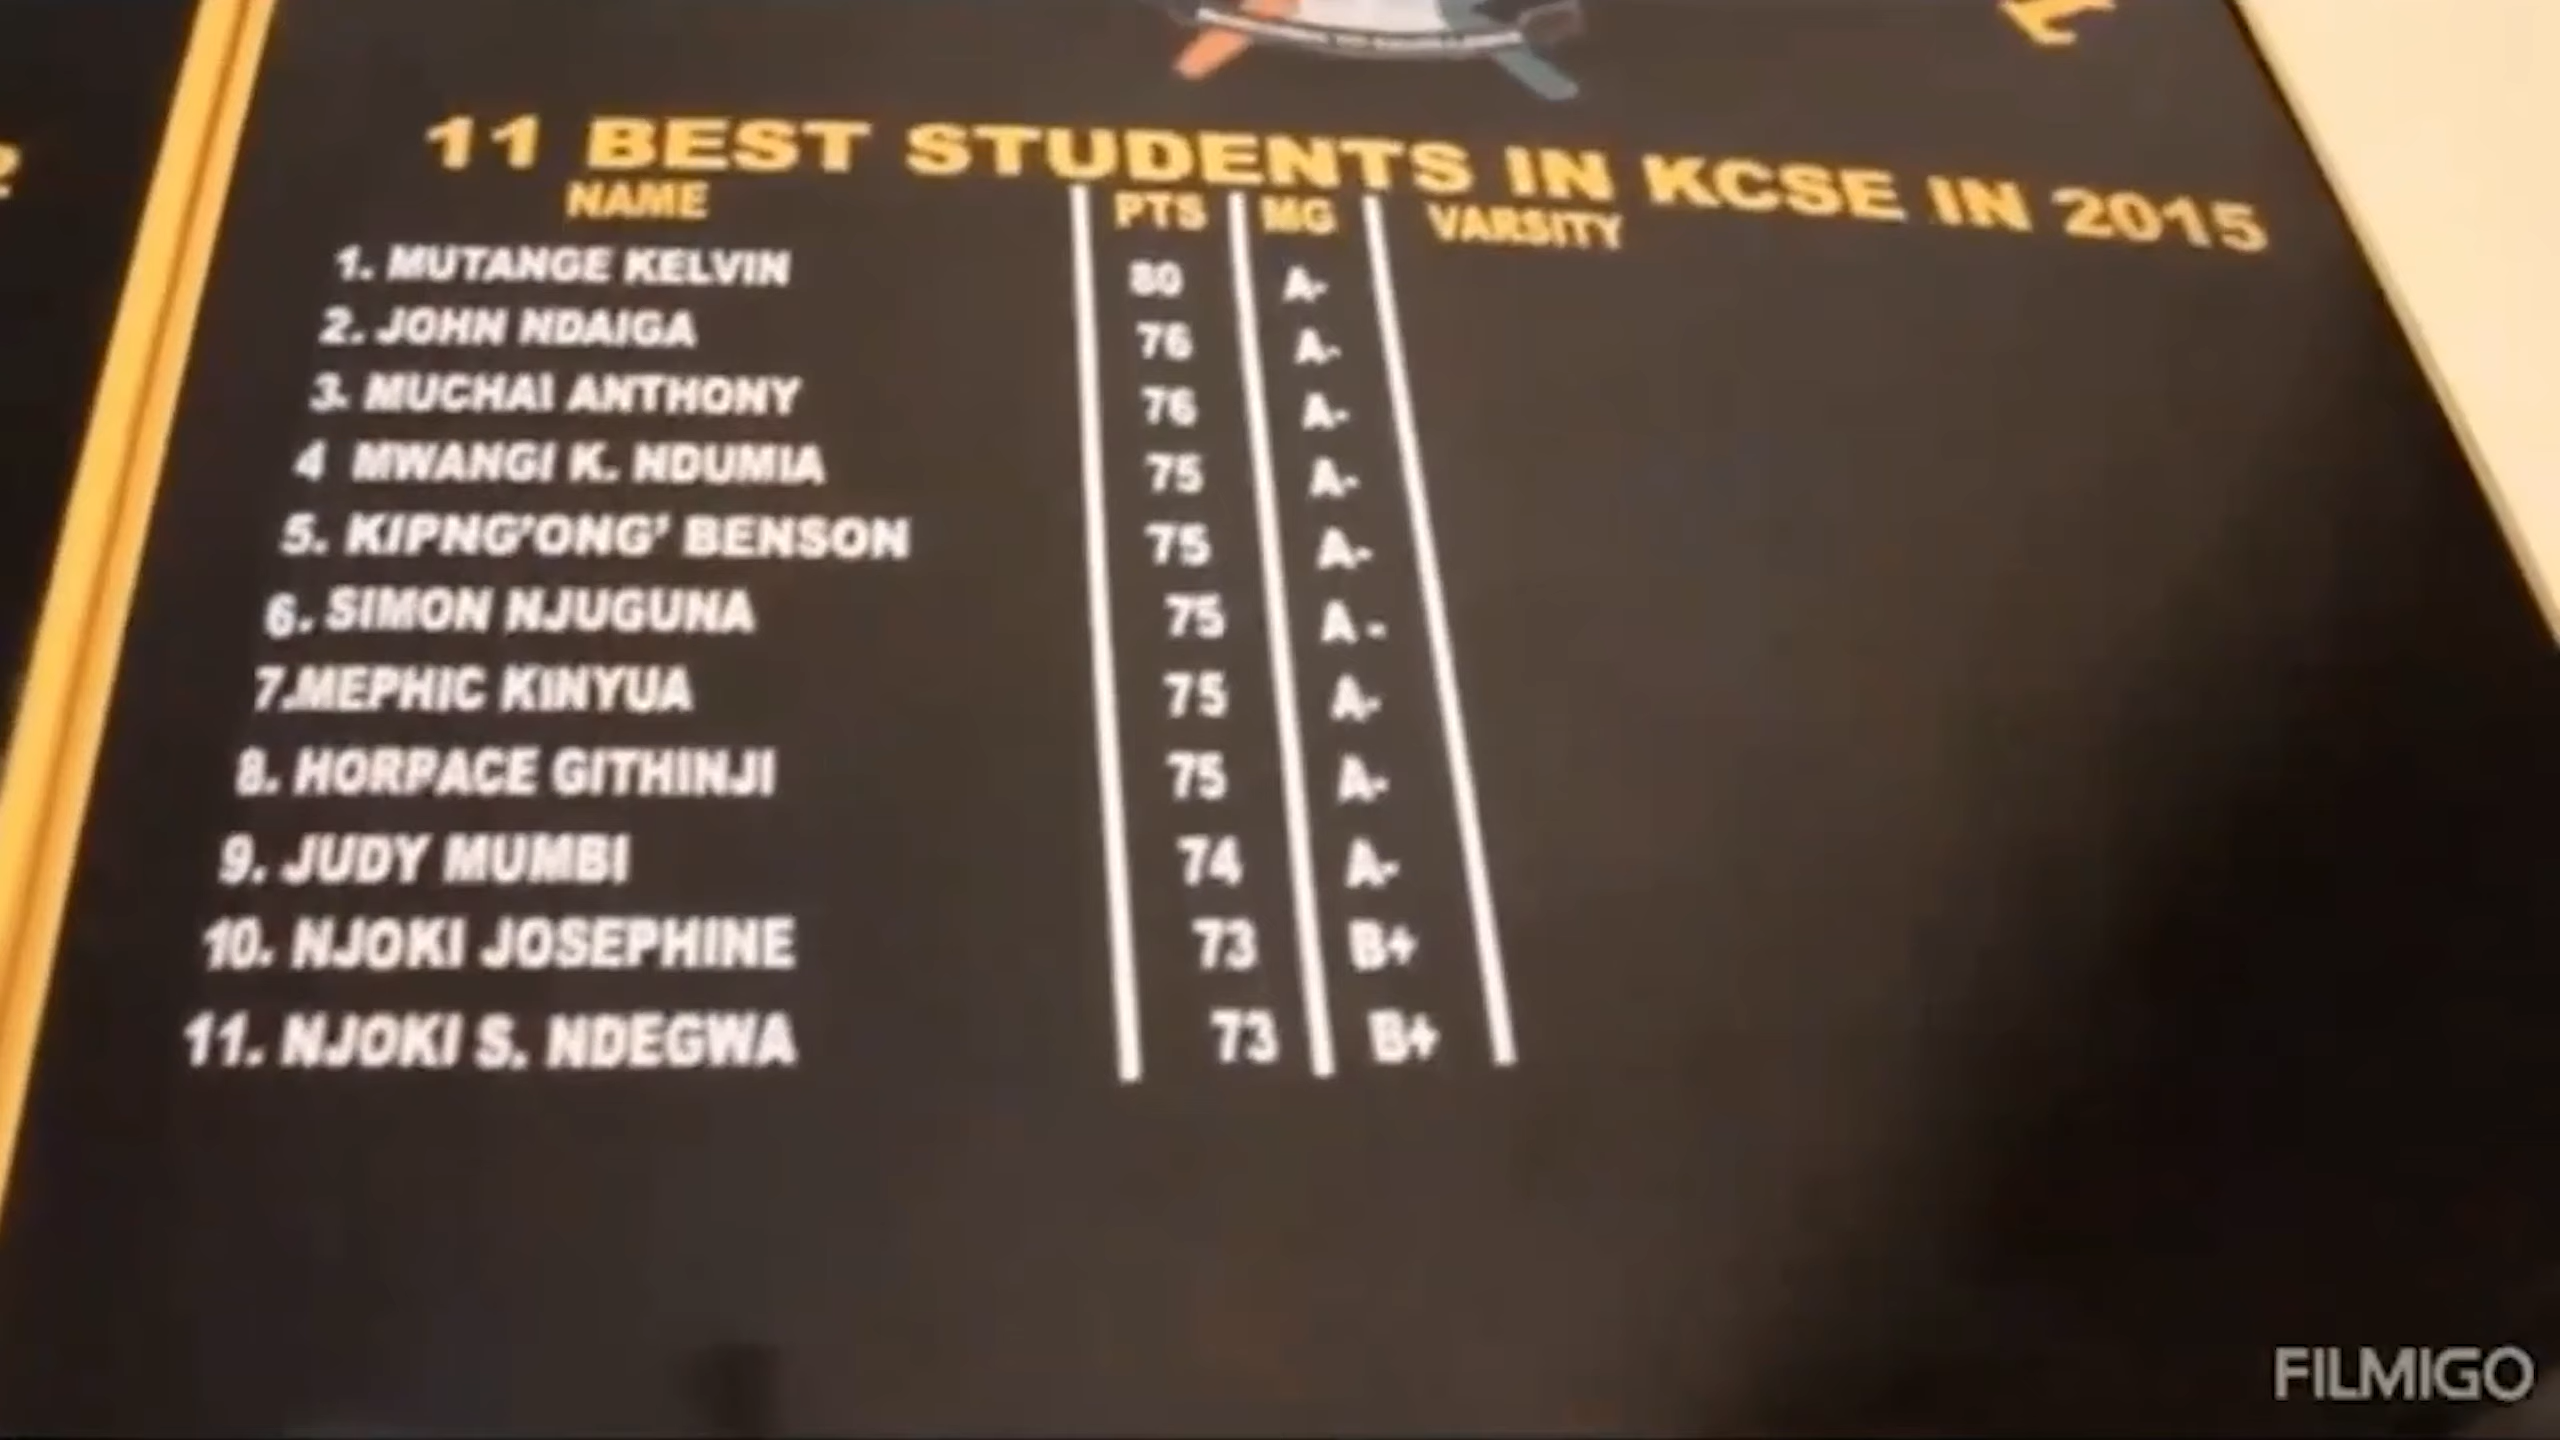 11 BEST STUDENTS IN KCSE IN 2015
NAME PTS MG VARSITY
1. MUTANGE KELVIN 80 A-
2. JOHN NDAIGA 76 A-
3. MUCHAI ANTHONY 76 A-
4 MWANGI K. NDUMIA 75 A-
5. KIPNG'ONG' BENSON 75 A-
6. SIMON NJUGUNA 75 A -
7.MEPHIC KINYUA 75 A-
8. HORPACE GITHINJI 75 A-
9. JUDY MUMBI 74 A-
10. NJOKI JOSEPHINE 73 B+
11. NJOKI S. NDEGWA 73 B+
FILMIGO